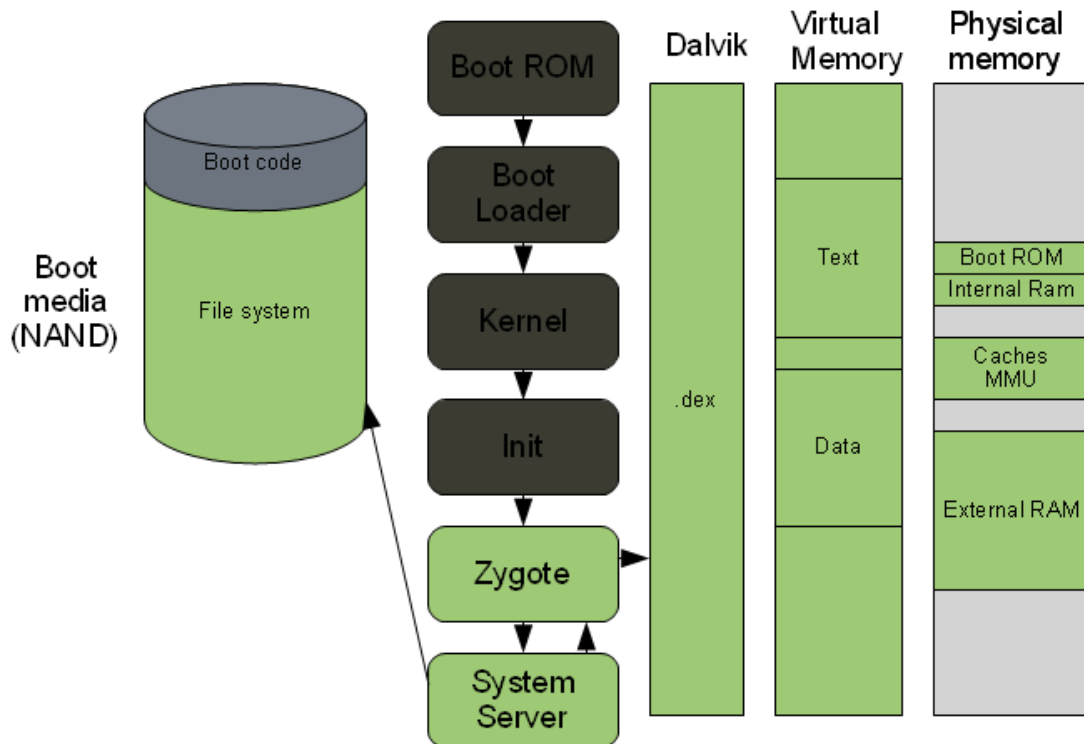 Boot
media
(NAND)
Boot code
File system
Boot ROM
Boot
Loader
Kernel
Init
Zygote
System
Server
Dalvik
.dex
Virtual
Memory
Text
Data
Physical
memory
Boot ROM
Internal Ram
Caches
MMU
External RAM